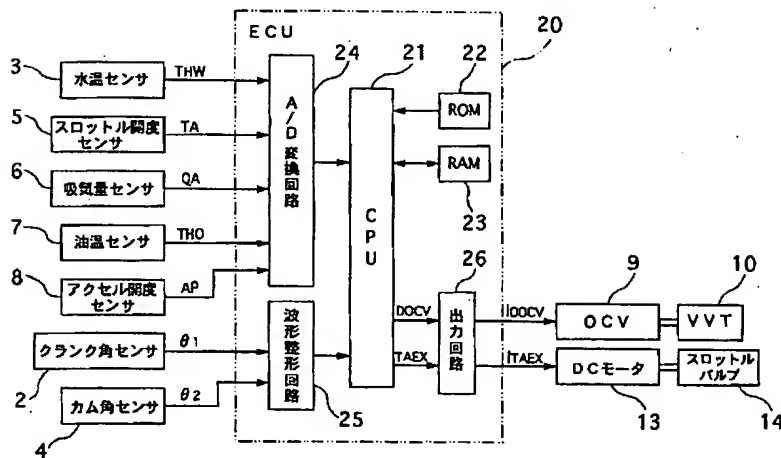 ECU
20
3
水温センサ
THW
24
21
22
A/D変換回路
ROM
5
スロットル開度
センサ
TA
CPU
RAM
23
6
吸気量センサ
QA
7
油温センサ
THO
8
アクセル開度
センサ
AP
26
9
10
DOCV
出力回路
IDOCV
OCV
VVT
クランク角センサ
θ1
2
波形整形回路
25
TAEX
ITAEX
DCモータ
13
スロットル
バルブ
14
カム角センサ
θ2
4